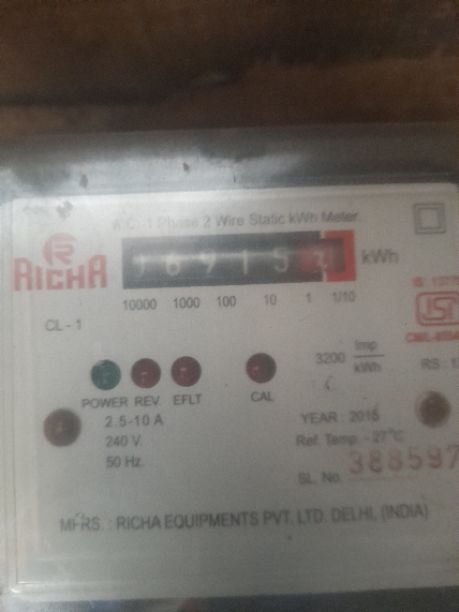 A.C. 1 Phase 2 Wire Static kWh Meter.
R
RICHA
16915
kWh
10000 1000 100 10 1 1/10
CL - 1
3200 Imp
kWh
POWER REV. EFLT CAL
2.5-10 A
240 V.
50 Hz.
YEAR : 2015
Ref. Temp. - 27°C
SL. No. 388597
MFRS. : RICHA EQUIPMENTS PVT. LTD. DELHI, (INDIA)